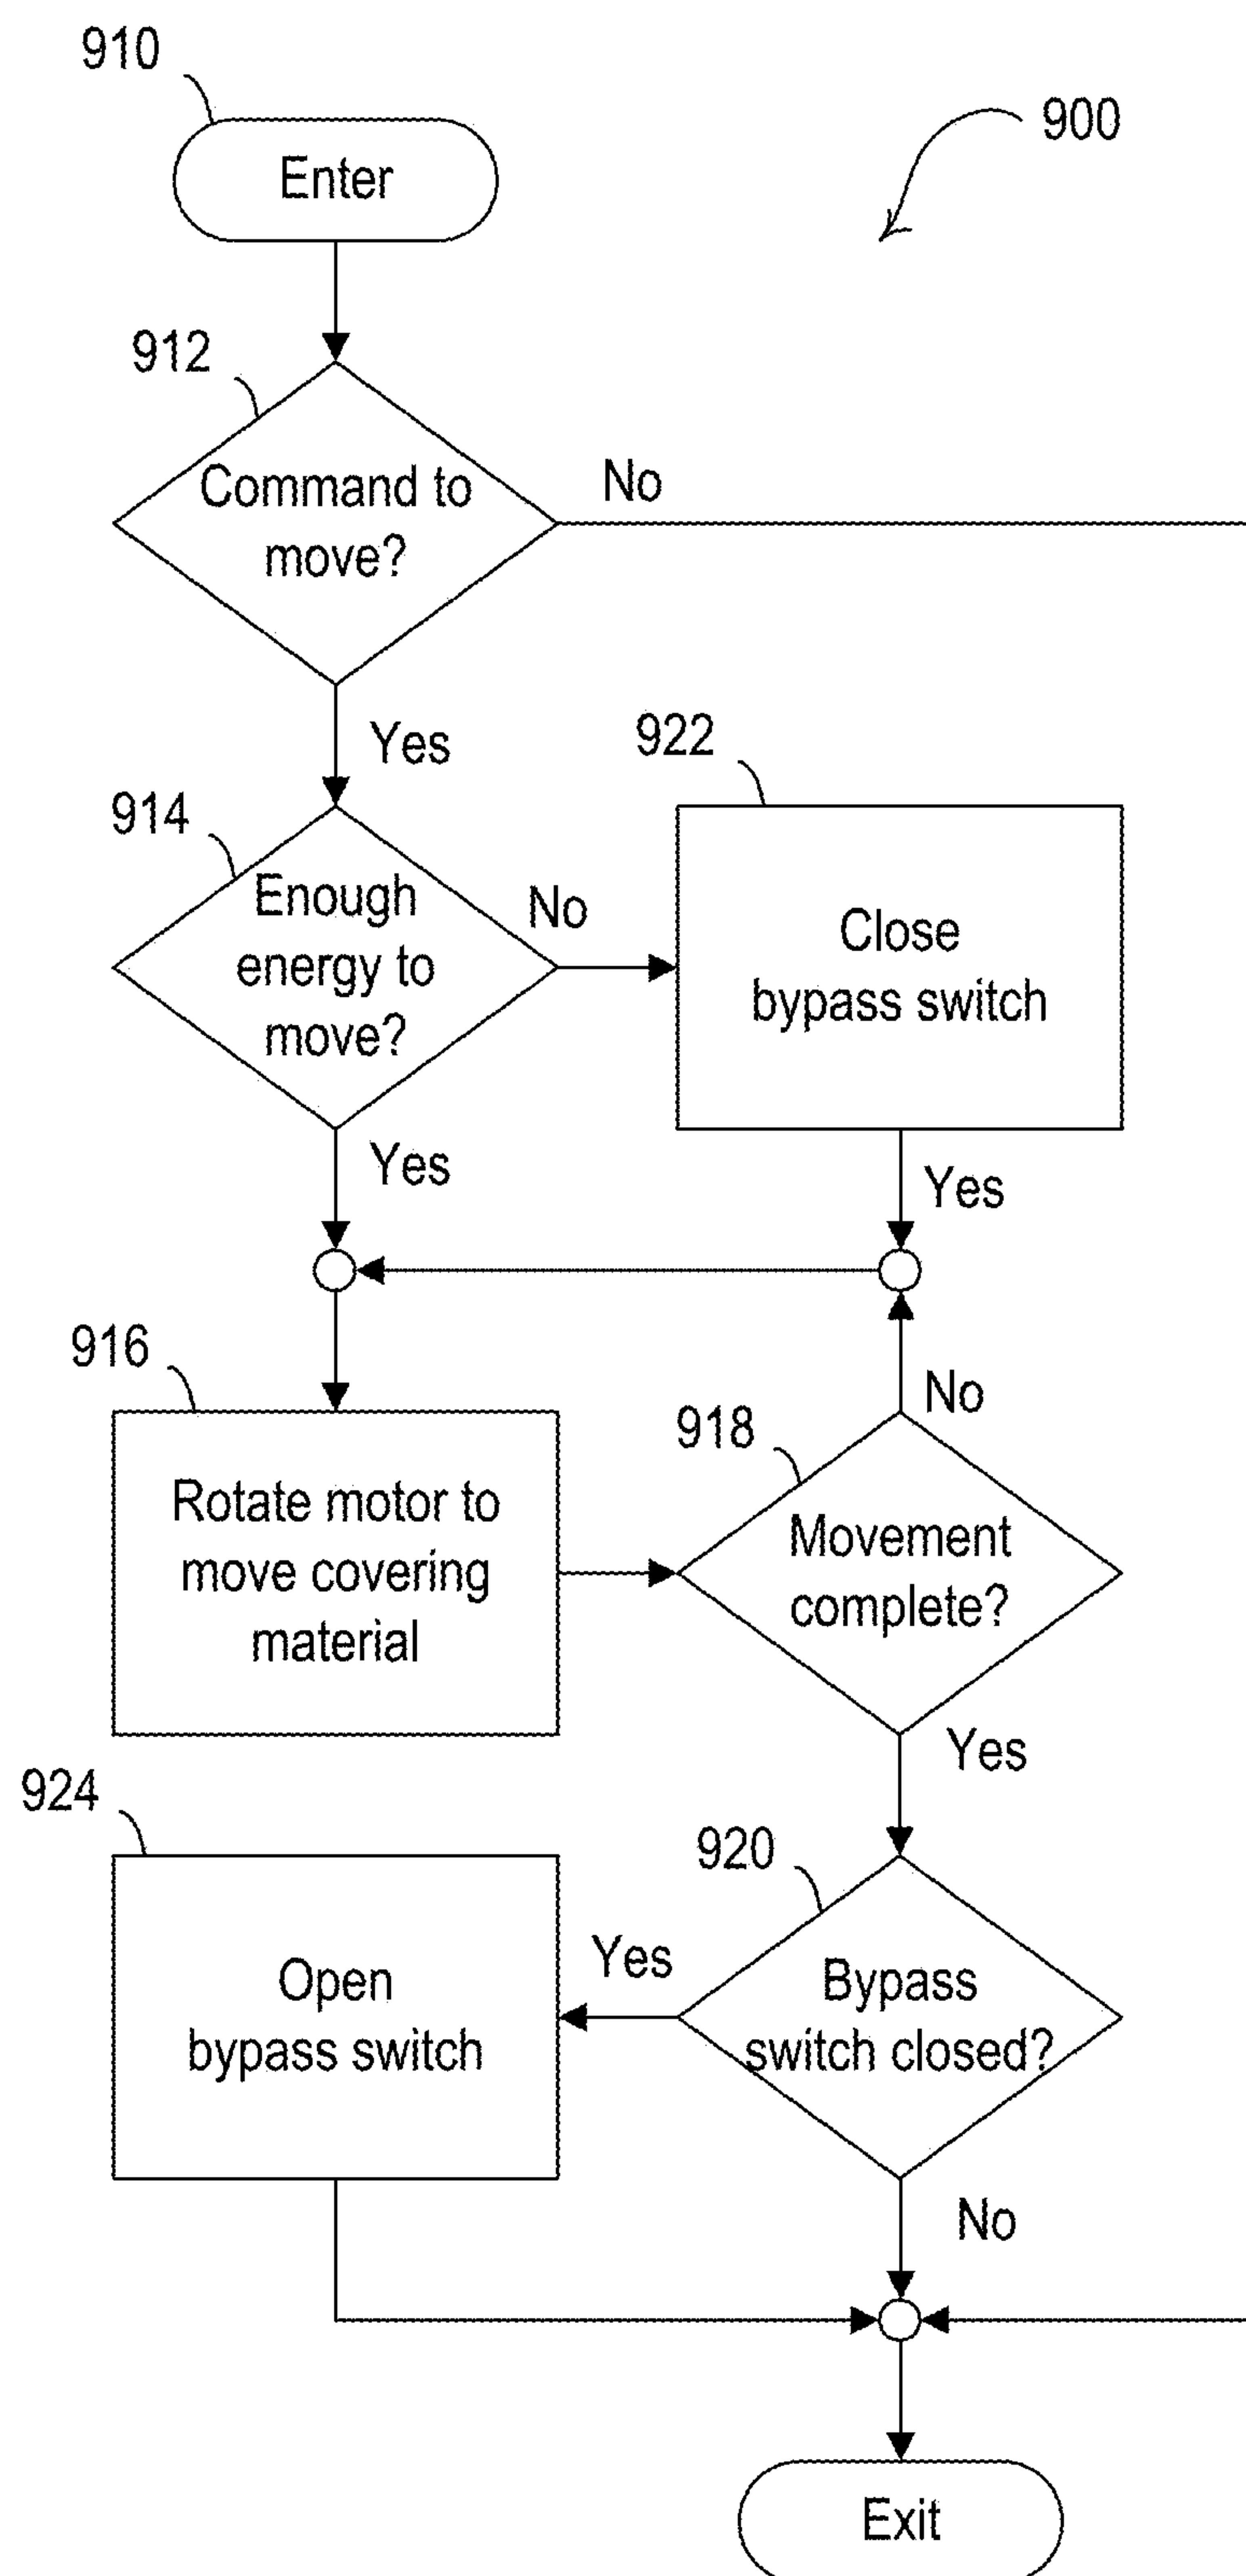 910
900
Enter
912
Command to
move?
No
Yes
922
914
Enough
energy to
move?
No
Close
bypass switch
Yes
Yes
916
No
918
Rotate motor to
move covering
material
Movement
complete?
Yes
924
920
Open
bypass switch
Yes
Bypass
switch closed?
No
Exit